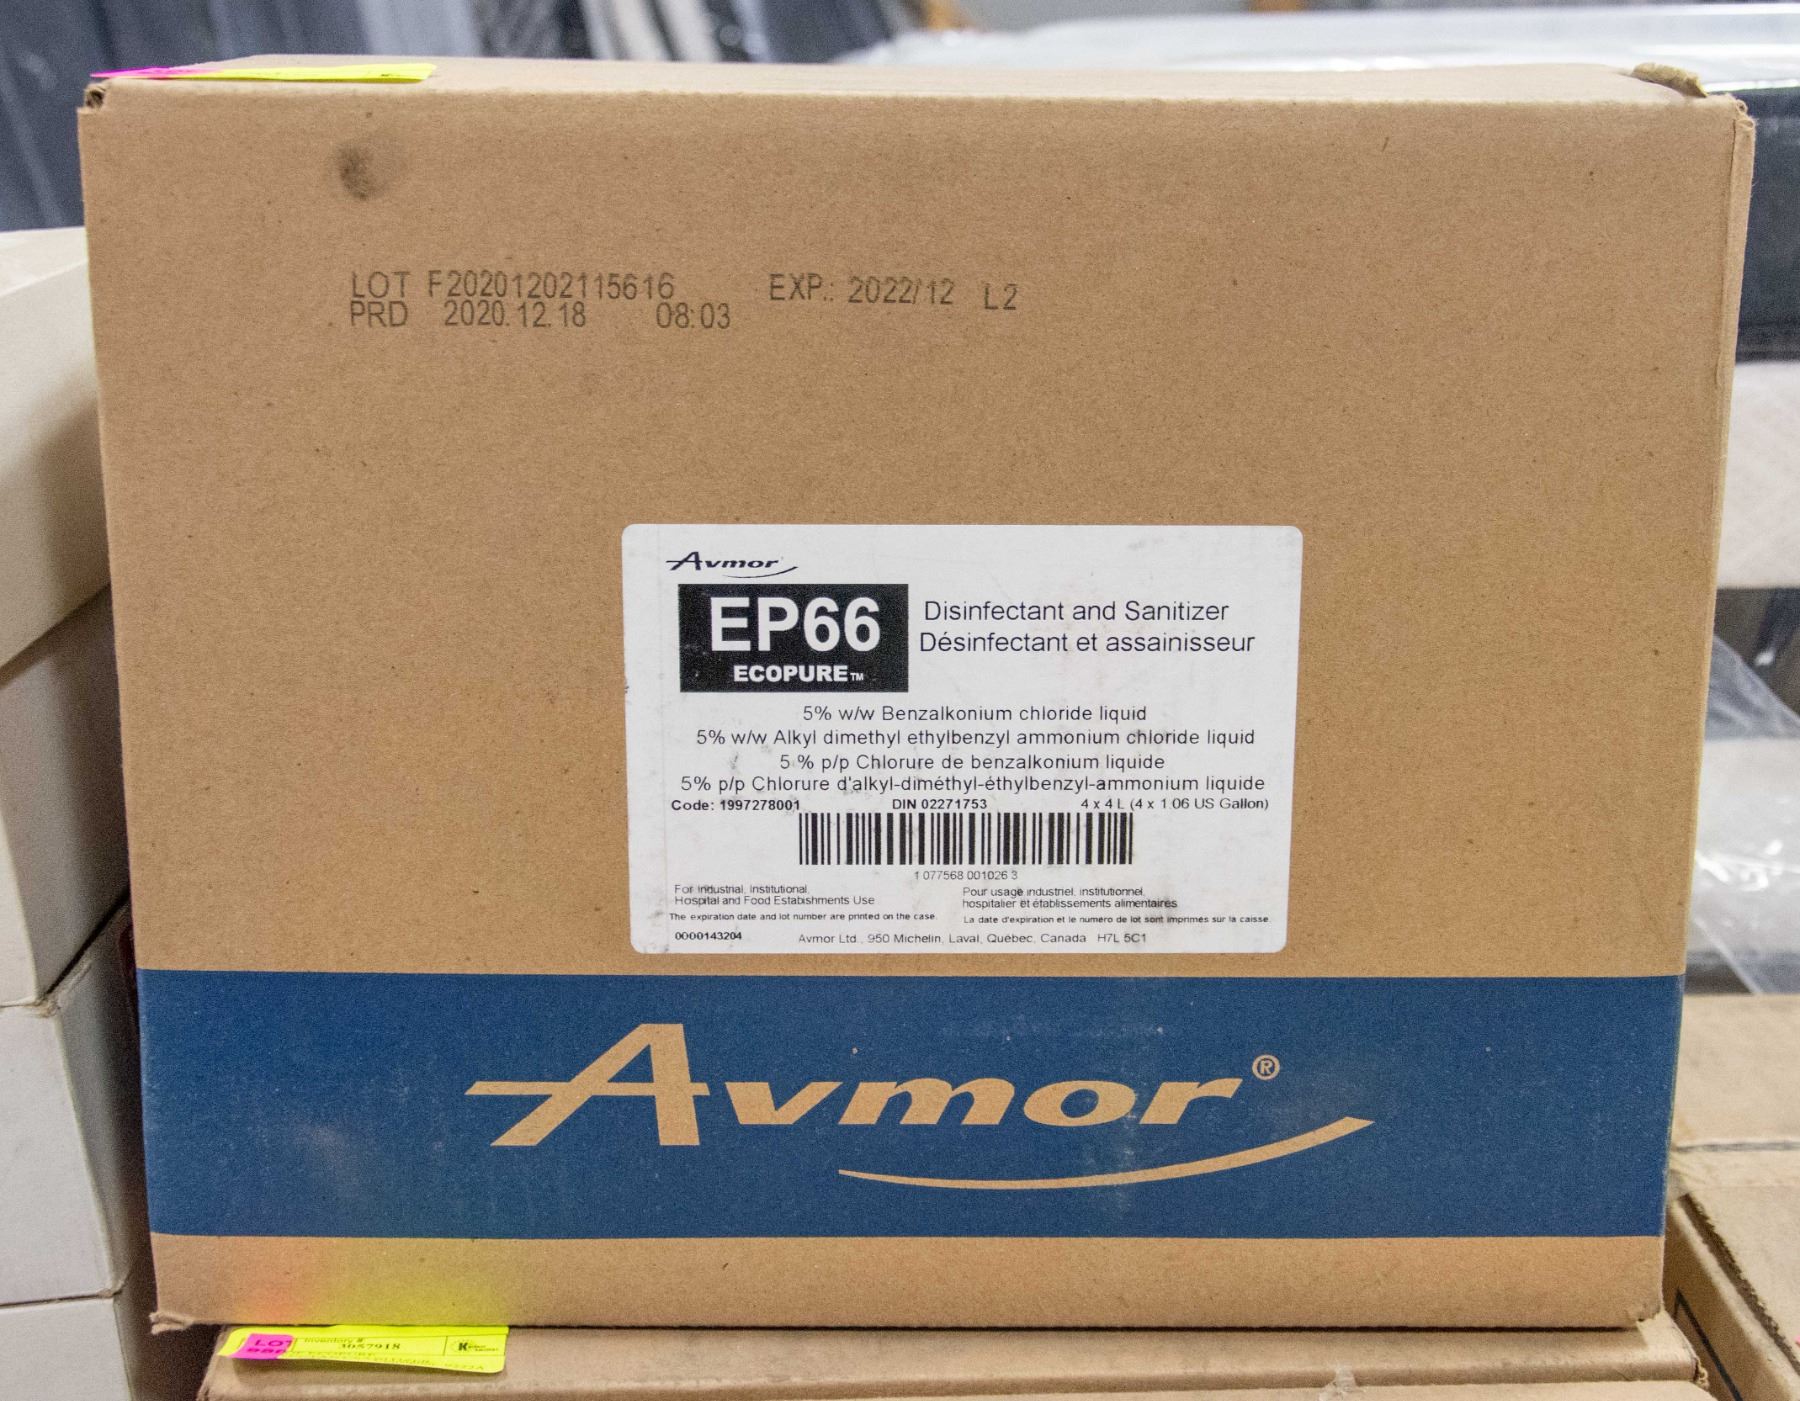 LOT F20201202115616 EXP.: 2022/12 L2
PRD 2020.12.18 08:03
Avmor
EP66
ECOPURE™
Disinfectant and Sanitizer
Désinfectant et assainisseur
5% w/w Benzalkonium chloride liquid
5% w/w Alkyl dimethyl ethylbenzyl ammonium chloride liquid
5 % p/p Chlorure de benzalkonium liquide
5% p/p Chlorure d'alkyl-diméthyl-éthylbenzyl-ammonium liquide
Code: 1997278001 DIN 02271753 4 x 4 L (4 x 1.06 US Gallon)
1 077568 001026 3
For Industrial, Institutional,
Hospital and Food Establishments Use
Pour usage industriel, institutionnel,
hospitalier et établissements alimentaires
The expiration date and lot number are printed on the case.
La date d'expiration et le numéro de lot sont imprimés sur la caisse.
0000143204
Avmor Ltd., 950 Michelin, Laval, Québec, Canada H7L 5C1
Avmor®
LOT
Inventory #
3057918